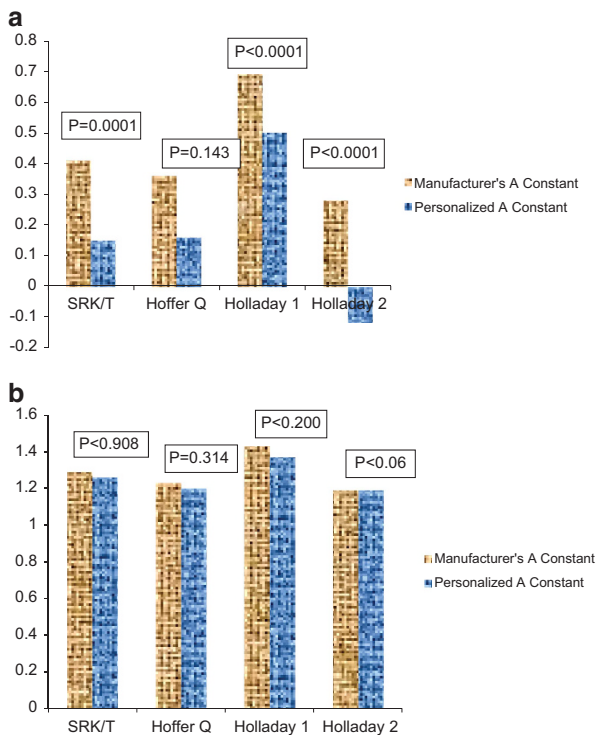 a
0.8
0.7
0.6
0.5
0.4
0.3
0.2
0.1
0
-0.1
-0.2
P=0.0001
P=0.143
P<0.0001
P<0.0001
SRK/T
Hoffer Q
Holladay 1
Holladay 2
Manufacturer's A Constant
Personalized A Constant
b
1.6
1.4
1.2
1
0.8
0.6
0.4
0.2
0
P<0.908
P=0.314
P<0.200
P<0.06
SRK/T
Hoffer Q
Holladay 1
Holladay 2
Manufacturer's A Constant
Personalized A Constant